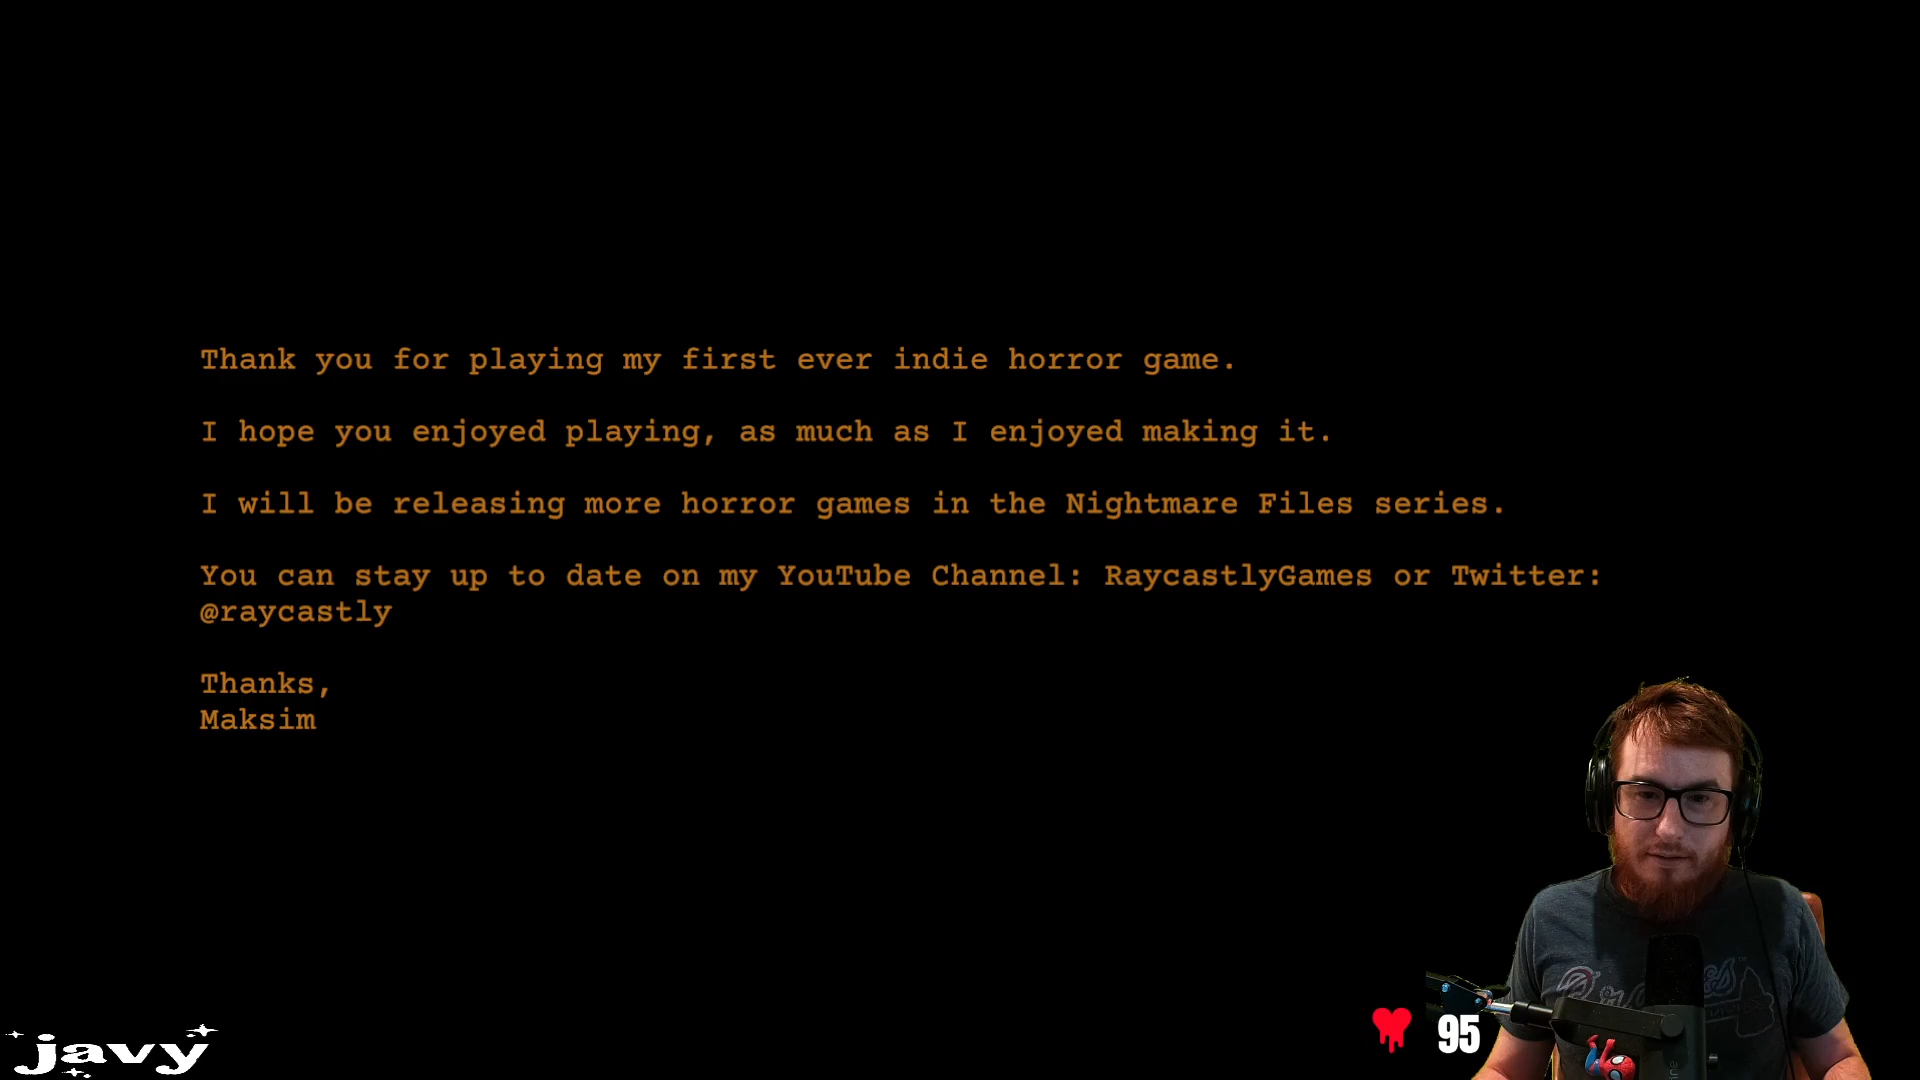 Thank you for playing my first ever indie horror game.
I hope you enjoyed playing, as much as I enjoyed making it.
I will be releasing more horror games in the Nightmare Files series.
You can stay up to date on my YouTube Channel: RaycastlyGames or Twitter:
@raycastly
Thanks,
Maksim
javy
95